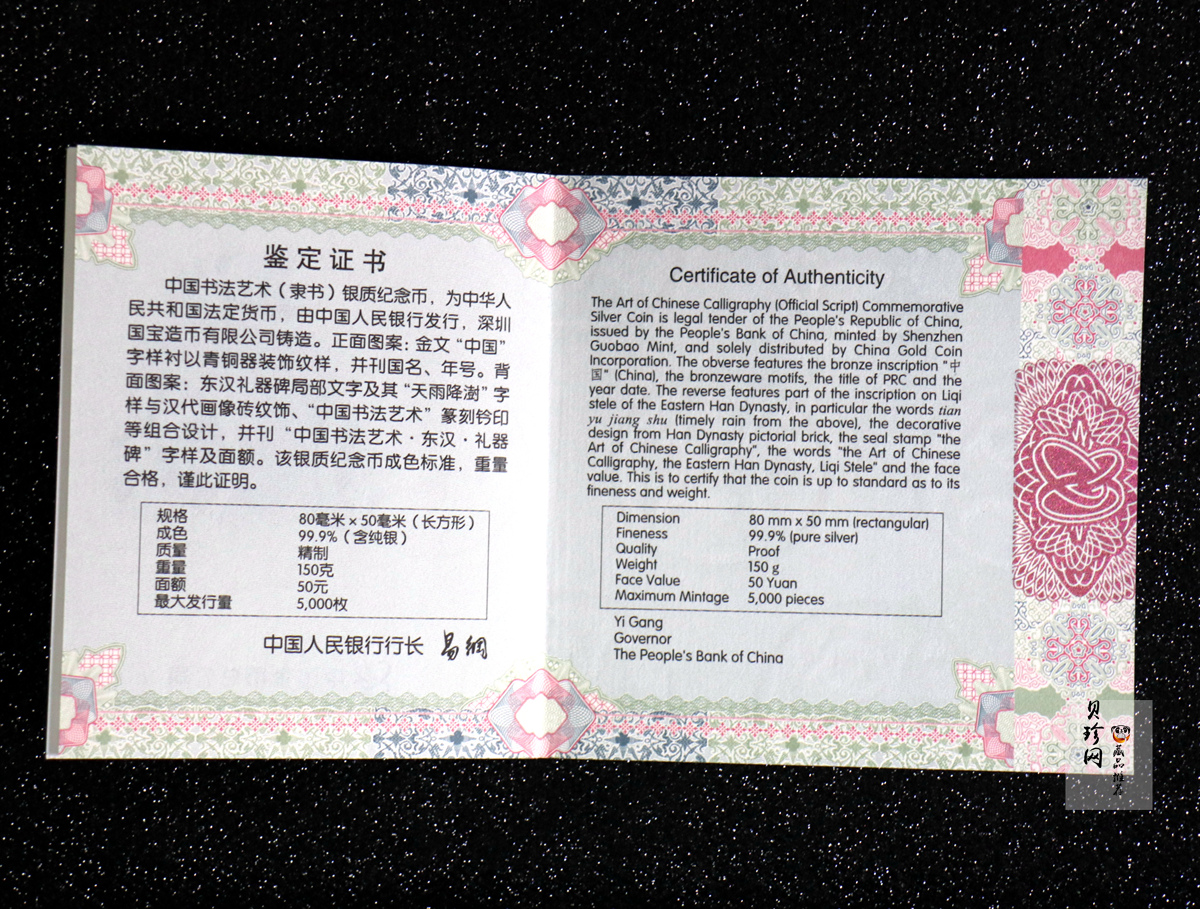 鉴定证书
中国书法艺术（隶书）银质纪念币，为中华人
民共和国法定货币，由中国人民银行发行，深圳
国宝造币有限公司铸造。正面图案：金文“中国”
字样衬以青铜器装饰纹样，并刊国名、年号。背
面图案：东汉礼器碑局部文字及其“天雨降澍”字
样与汉代画像砖纹饰、“中国书法艺术”篆刻钤印
等组合设计，并刊“中国书法艺术·东汉·礼器
碑”字样及面额。该银质纪念币成色标准，重量
合格，谨此证明。
规格 80毫米×50毫米（长方形）
成色 99.9%（含纯银）
质量 精制
重量 150克
面额 50元
最大发行量 5,000枚
中国人民银行行长 易纲
Certificate of Authenticity
The Art of Chinese Calligraphy (Official Script) Commemorative
Silver Coin is legal tender of the People's Republic of China,
issued by the People's Bank of China, minted by Shenzhen
Guobao Mint, and solely distributed by China Gold Coin
Incorporation. The obverse features the bronze inscription "中
国" (China), the bronzeware motifs, the title of PRC and the
year date. The reverse features part of the inscription on Liqi
stele of the Eastern Han Dynasty, in particular the words tian
yu jiang shu (timely rain from the above), the decorative
design from Han Dynasty pictorial brick, the seal stamp "the
Art of Chinese Calligraphy", the words "the Art of Chinese
Calligraphy, the Eastern Han Dynasty, Liqi Stele" and the face
value. This is to certify that the coin is up to standard as to its
fineness and weight.
Dimension 80 mm x 50 mm (rectangular)
Fineness 99.9% (pure silver)
Quality Proof
Weight 150 g
Face Value 50 Yuan
Maximum Mintage 5,000 pieces
Yi Gang
Governor
The People's Bank of China
贝珍网
藏品推荐